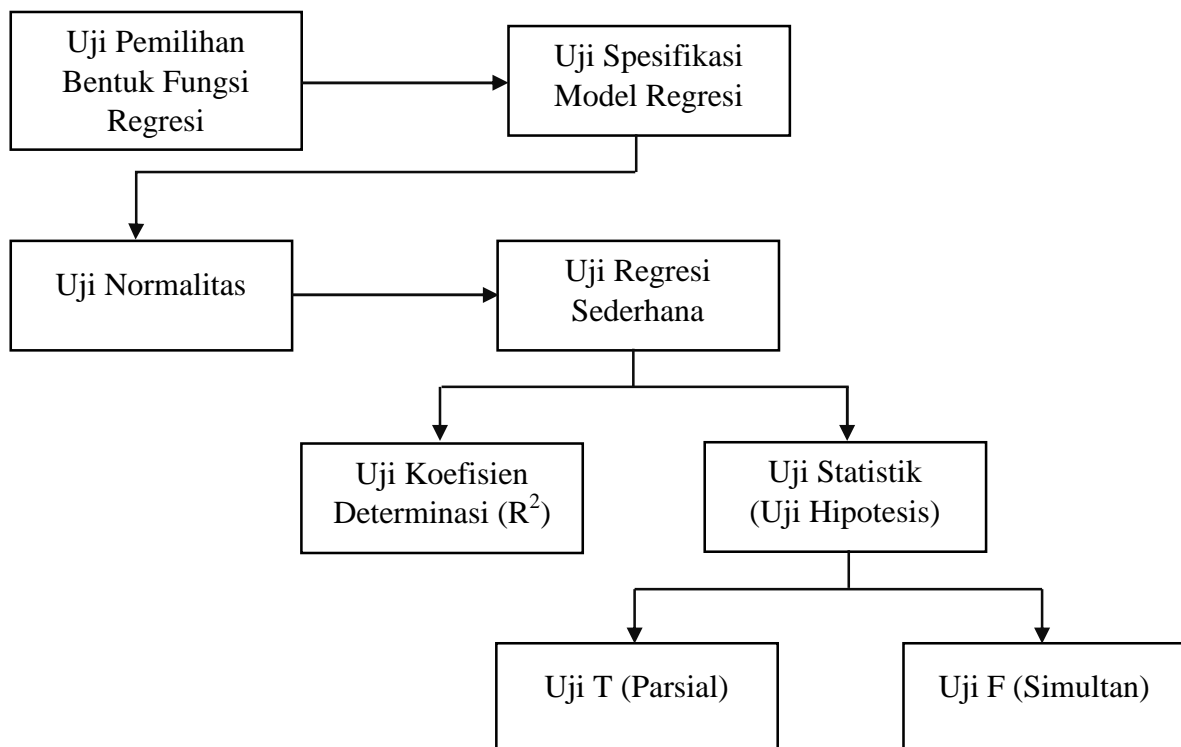 Uji Pemilihan
Bentuk Fungsi
Regresi
Uji Spesifikasi
Model Regresi
Uji Normalitas
Uji Regresi
Sederhana
Uji Koefisien
Determinasi (R²)
Uji Statistik
(Uji Hipotesis)
Uji T (Parsial)
Uji F (Simultan)